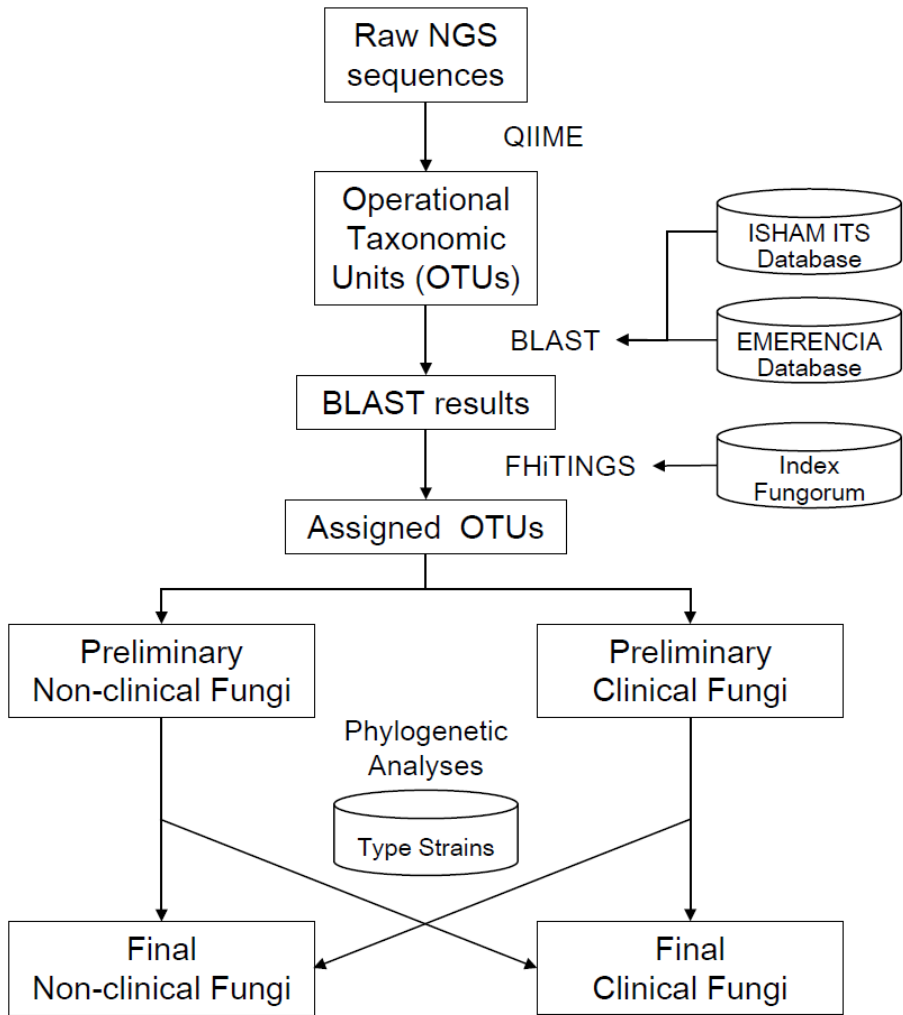 Raw NGS
sequences
QIIME
Operational
Taxonomic
Units (OTUs)
ISHAM ITS
Database
BLAST
EMERENCIA
Database
BLAST results
FHiTINGS
Index
Fungorum
Assigned OTUs
Preliminary
Non-clinical Fungi
Preliminary
Clinical Fungi
Phylogenetic
Analyses
Type Strains
Final
Non-clinical Fungi
Final
Clinical Fungi